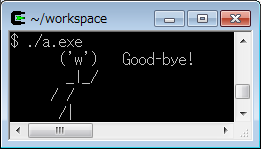 ~/workspace
$ ./a.exe
('w') Good-bye!
_|_/
/ /
/|